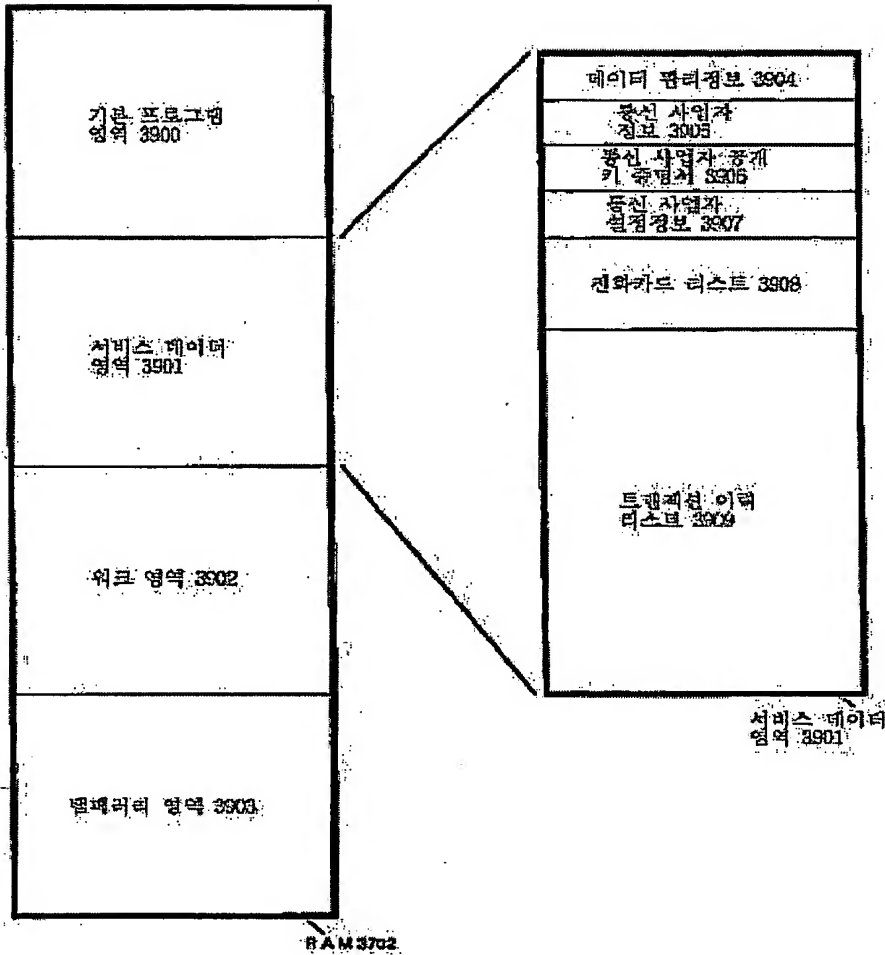 기본 프로그램
영역 3900
서비스 데이터
영역 3901
워크 영역 3902
템페러리 영역 3903
RAM 3702
데이터 관리정보 3904
통신 사업자
정보 3905
통신 사업자 공개
키 증명서 3906
통신 사업자
설정정보 3907
전화카드 리스트 3908
트랜젝션 이력
리스트 3909
서비스 데이터
영역 3901